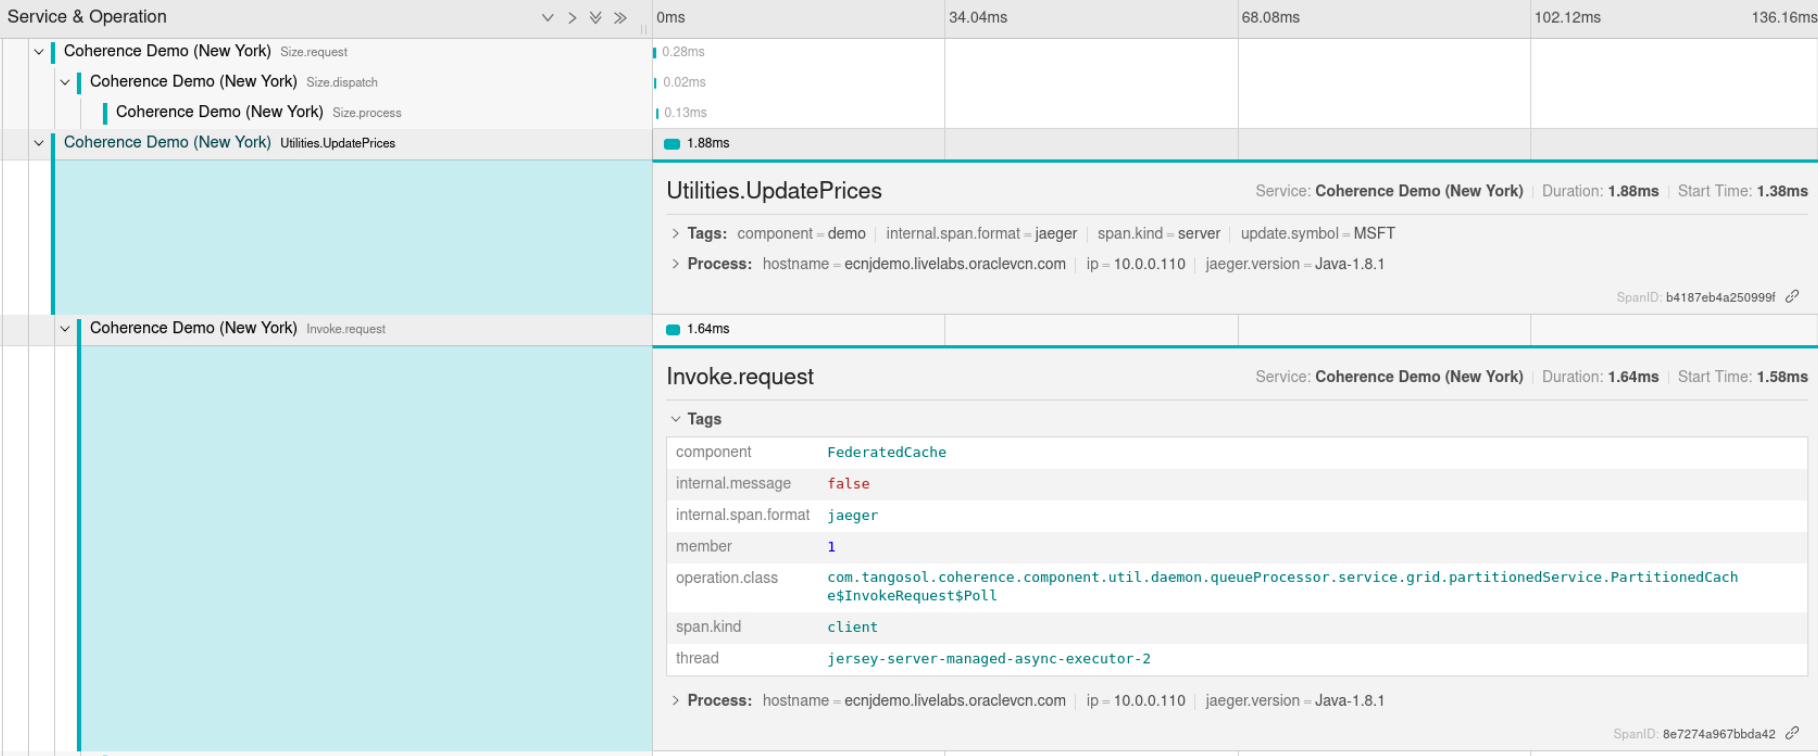 Service & Operation 0ms 34.04ms 68.08ms 102.12ms 136.16ms
Coherence Demo (New York) Size.request 0.28ms
Coherence Demo (New York) Size.dispatch 0.02ms
Coherence Demo (New York) Size.process 0.13ms
Coherence Demo (New York) Utilities.UpdatePrices 1.88ms
Utilities.UpdatePrices Service: Coherence Demo (New York) Duration: 1.88ms Start Time: 1.38ms
Tags: component = demo internal.span.format = jaeger span.kind = server update.symbol = MSFT
Process: hostname = ecnjdemo.livelabs.oraclevcn.com ip = 10.0.0.110 jaeger.version = Java-1.8.1
SpanID: b4187eb4a250999f
Coherence Demo (New York) Invoke.request 1.64ms
Invoke.request Service: Coherence Demo (New York) Duration: 1.64ms Start Time: 1.58ms
Tags
component FederatedCache
internal.message false
internal.span.format jaeger
member 1
operation.class com.tangosol.coherence.component.util.daemon.queueProcessor.service.grid.partitionedService.PartitionedCach
e$InvokeRequest$Poll
span.kind client
thread jersey-server-managed-async-executor-2
Process: hostname = ecnjdemo.livelabs.oraclevcn.com ip = 10.0.0.110 jaeger.version = Java-1.8.1
SpanID: 8e7274a967bbda42